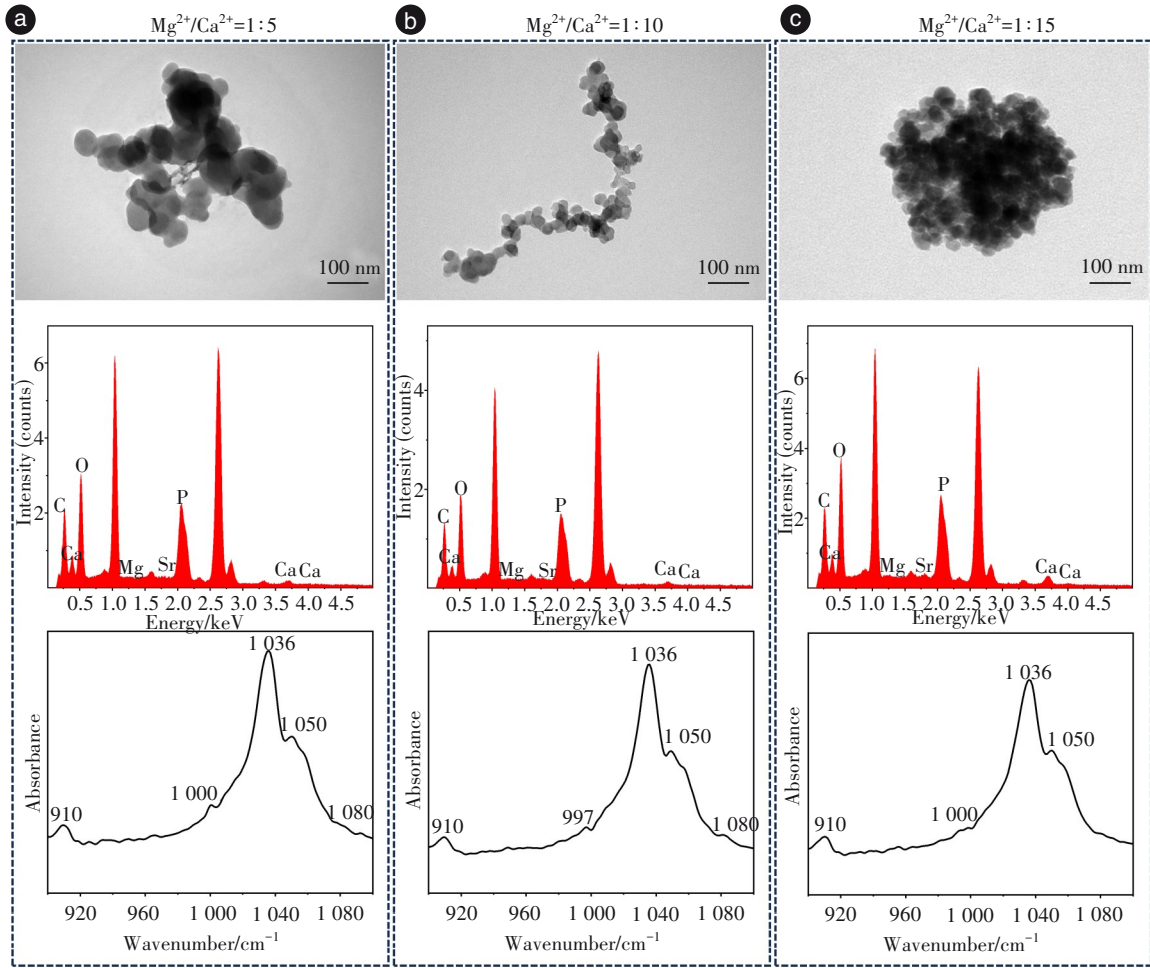 a
Mg²⁺/Ca²⁺=1∶5
100 nm
Intensity (counts)
6
4
2
C
Ca
O
Mg
Sr
P
Ca Ca
0.5 1.0 1.5 2.0 2.5 3.0 3.5 4.0 4.5
Energy/keV
Absorbance
910
1 000
1 036
1 050
1 080
920 960 1 000 1 040 1 080
Wavenumber/cm⁻¹
b
Mg²⁺/Ca²⁺=1∶10
100 nm
Intensity (counts)
4
2
C
Ca
O
Mg
Sr
P
Ca Ca
0.5 1.0 1.5 2.0 2.5 3.0 3.5 4.0 4.5
Energy/keV
Absorbance
910
997
1 036
1 050
1 080
920 960 1 000 1 040 1 080
Wavenumber/cm⁻¹
c
Mg²⁺/Ca²⁺=1∶15
100 nm
Intensity (counts)
6
4
2
C
Ca
O
Mg
Sr
P
Ca Ca
0.5 1.0 1.5 2.0 2.5 3.0 3.5 4.0 4.5
Energy/keV
Absorbance
910
1 000
1 036
1 050
920 960 1 000 1 040 1 080
Wavenumber/cm⁻¹